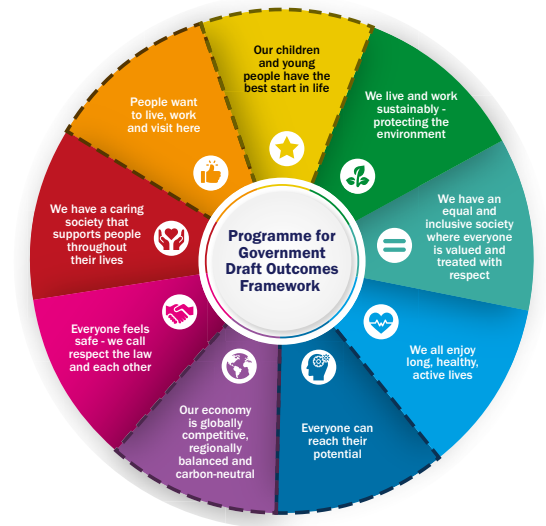 Our children
and young
people have the
best start in life
We live and work
sustainably -
protecting the
environment
We have an
equal and
inclusive society
where everyone
is valued and
treated with
respect
We all enjoy
long, healthy,
active lives
Everyone can
reach their
potential
Our economy
is globally
competitive,
regionally
balanced and
carbon-neutral
Everyone feels
safe - we call
respect the law
and each other
We have a caring
society that
supports people
throughout
their lives
People want
to live, work
and visit here
Programme for
Government
Draft Outcomes
Framework